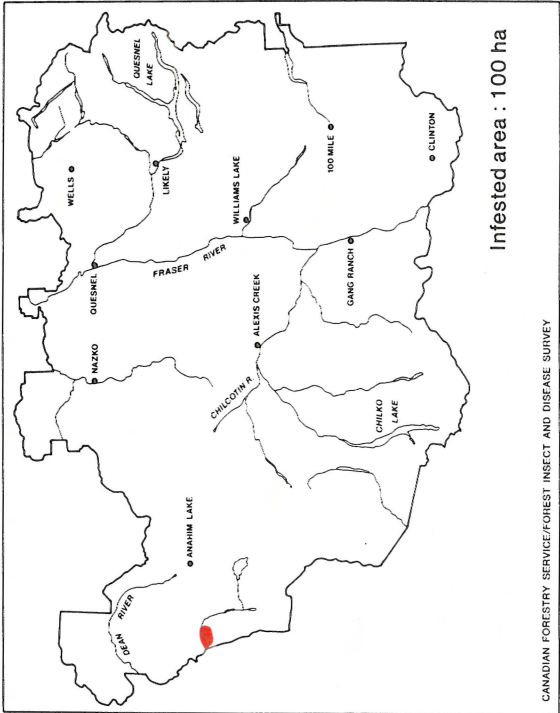 QUESNEL
LAKE
WELLS
LIKELY
QUESNEL
NAZKO
WILLIAMS LAKE
FRASER RIVER
100 MILE
ALEXIS CREEK
CHILCOTIN R.
ANAHIM LAKE
DEAN RIVER
GANG RANCH
CLINTON
CHILKO
LAKE
Infested area : 100 ha
CANADIAN FORESTRY SERVICE/FOREST INSECT AND DISEASE SURVEY